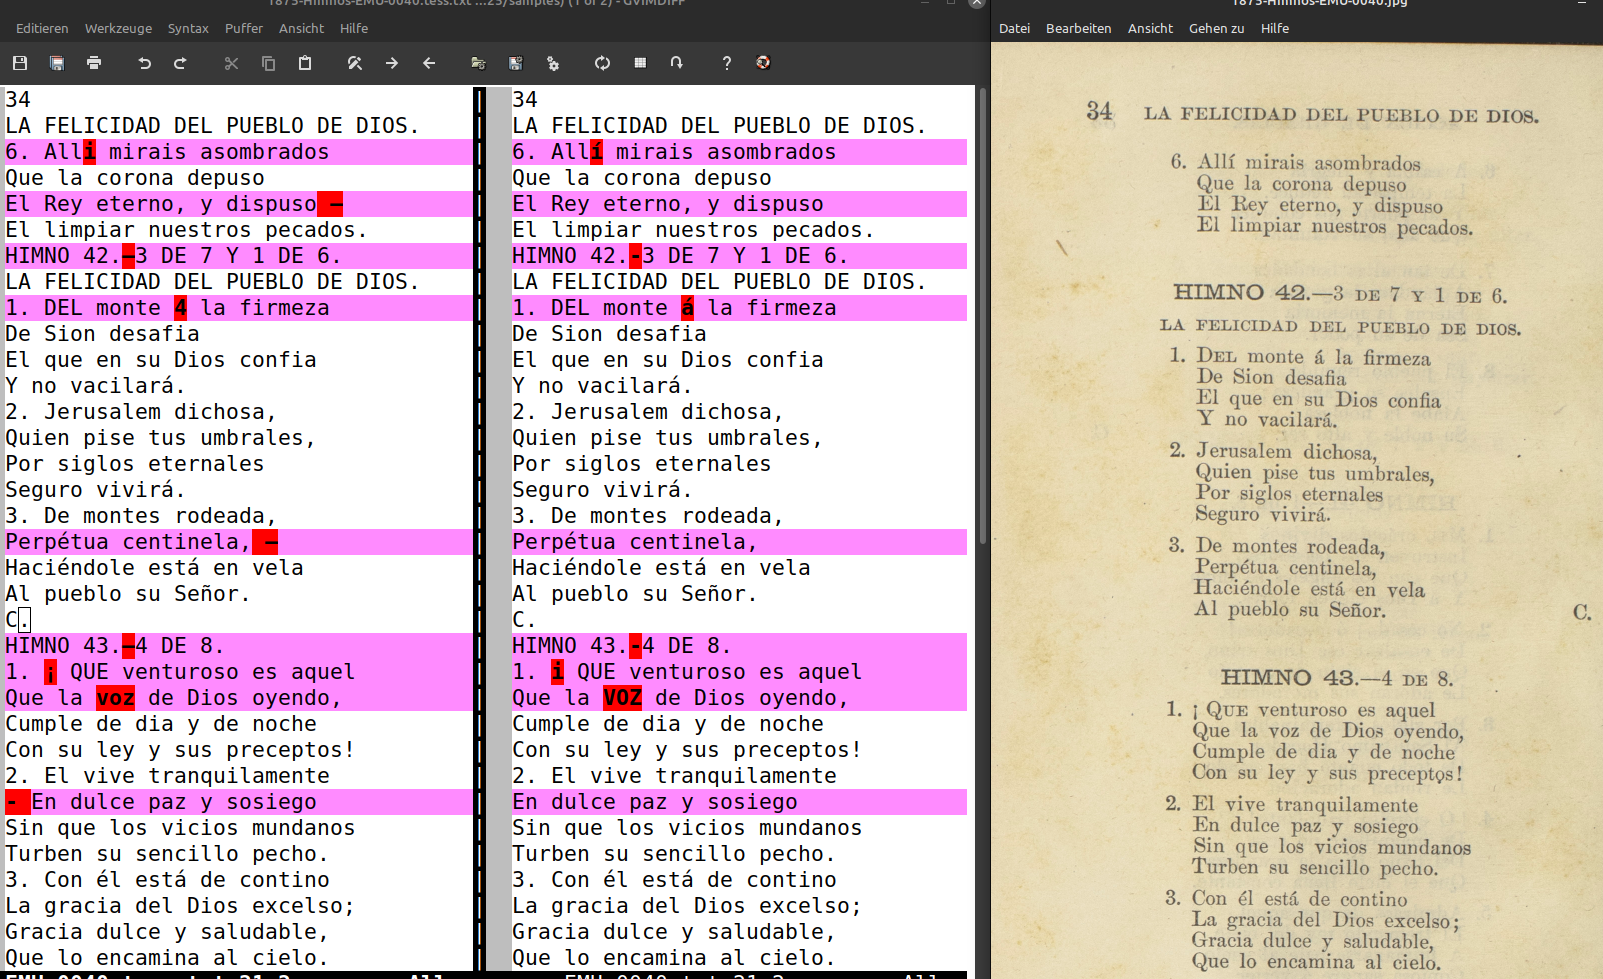 1875-Himnos-EMU-0040.tess.txt ...25/samples) (1 of 2) - GVIMDIFF
Editieren Werkzeuge Syntax Puffer Ansicht Hilfe
34
LA FELICIDAD DEL PUEBLO DE DIOS.
6. Alli mirais asombrados
Que la corona depuso
El Rey eterno, y dispuso —
El limpiar nuestros pecados.
HIMNO 42.—3 DE 7 Y 1 DE 6.
LA FELICIDAD DEL PUEBLO DE DIOS.
1. DEL monte 4 la firmeza
De Sion desafia
El que en su Dios confia
Y no vacilará.
2. Jerusalem dichosa,
Quien pise tus umbrales,
Por siglos eternales
Seguro vivirá.
3. De montes rodeada,
Perpétua centinela, —
Haciéndole está en vela
Al pueblo su Señor.
C.
HIMNO 43.—4 DE 8.
1. ¡ QUE venturoso es aquel
Que la voz de Dios oyendo,
Cumple de dia y de noche
Con su ley y sus preceptos!
2. El vive tranquilamente
- En dulce paz y sosiego
Sin que los vicios mundanos
Turben su sencillo pecho.
3. Con él está de contino
La gracia del Dios excelso;
Gracia dulce y saludable,
Que lo encamina al cielo.
34
LA FELICIDAD DEL PUEBLO DE DIOS.
6. Allí mirais asombrados
Que la corona depuso
El Rey eterno, y dispuso
El limpiar nuestros pecados.
HIMNO 42.-3 DE 7 Y 1 DE 6.
LA FELICIDAD DEL PUEBLO DE DIOS.
1. DEL monte á la firmeza
De Sion desafia
El que en su Dios confia
Y no vacilará.
2. Jerusalem dichosa,
Quien pise tus umbrales,
Por siglos eternales
Seguro vivirá.
3. De montes rodeada,
Perpétua centinela,
Haciéndole está en vela
Al pueblo su Señor.
C.
HIMNO 43.-4 DE 8.
1. i QUE venturoso es aquel
Que la VOZ de Dios oyendo,
Cumple de dia y de noche
Con su ley y sus preceptos!
2. El vive tranquilamente
En dulce paz y sosiego
Sin que los vicios mundanos
Turben su sencillo pecho.
3. Con él está de contino
La gracia del Dios excelso;
Gracia dulce y saludable,
Que lo encamina al cielo.
1875-Himnos-EMU-0040.jpg
Datei Bearbeiten Ansicht Gehen zu Hilfe
34 LA FELICIDAD DEL PUEBLO DE DIOS.
6. Allí mirais asombrados
Que la corona depuso
El Rey eterno, y dispuso
El limpiar nuestros pecados.
HIMNO 42.—3 DE 7 Y 1 DE 6.
LA FELICIDAD DEL PUEBLO DE DIOS.
1. DEL monte á la firmeza
De Sion desafia
El que en su Dios confia
Y no vacilará.
2. Jerusalem dichosa,
Quien pise tus umbrales,
Por siglos eternales
Seguro vivirá.
3. De montes rodeada,
Perpétua centinela,
Haciéndole está en vela
Al pueblo su Señor. C.
HIMNO 43.—4 DE 8.
1. ¡ QUE venturoso es aquel
Que la voz de Dios oyendo,
Cumple de dia y de noche
Con su ley y sus preceptos!
2. El vive tranquilamente
En dulce paz y sosiego
Sin que los vicios mundanos
Turben su sencillo pecho.
3. Con él está de contino
La gracia del Dios excelso;
Gracia dulce y saludable,
Que lo encamina al cielo.